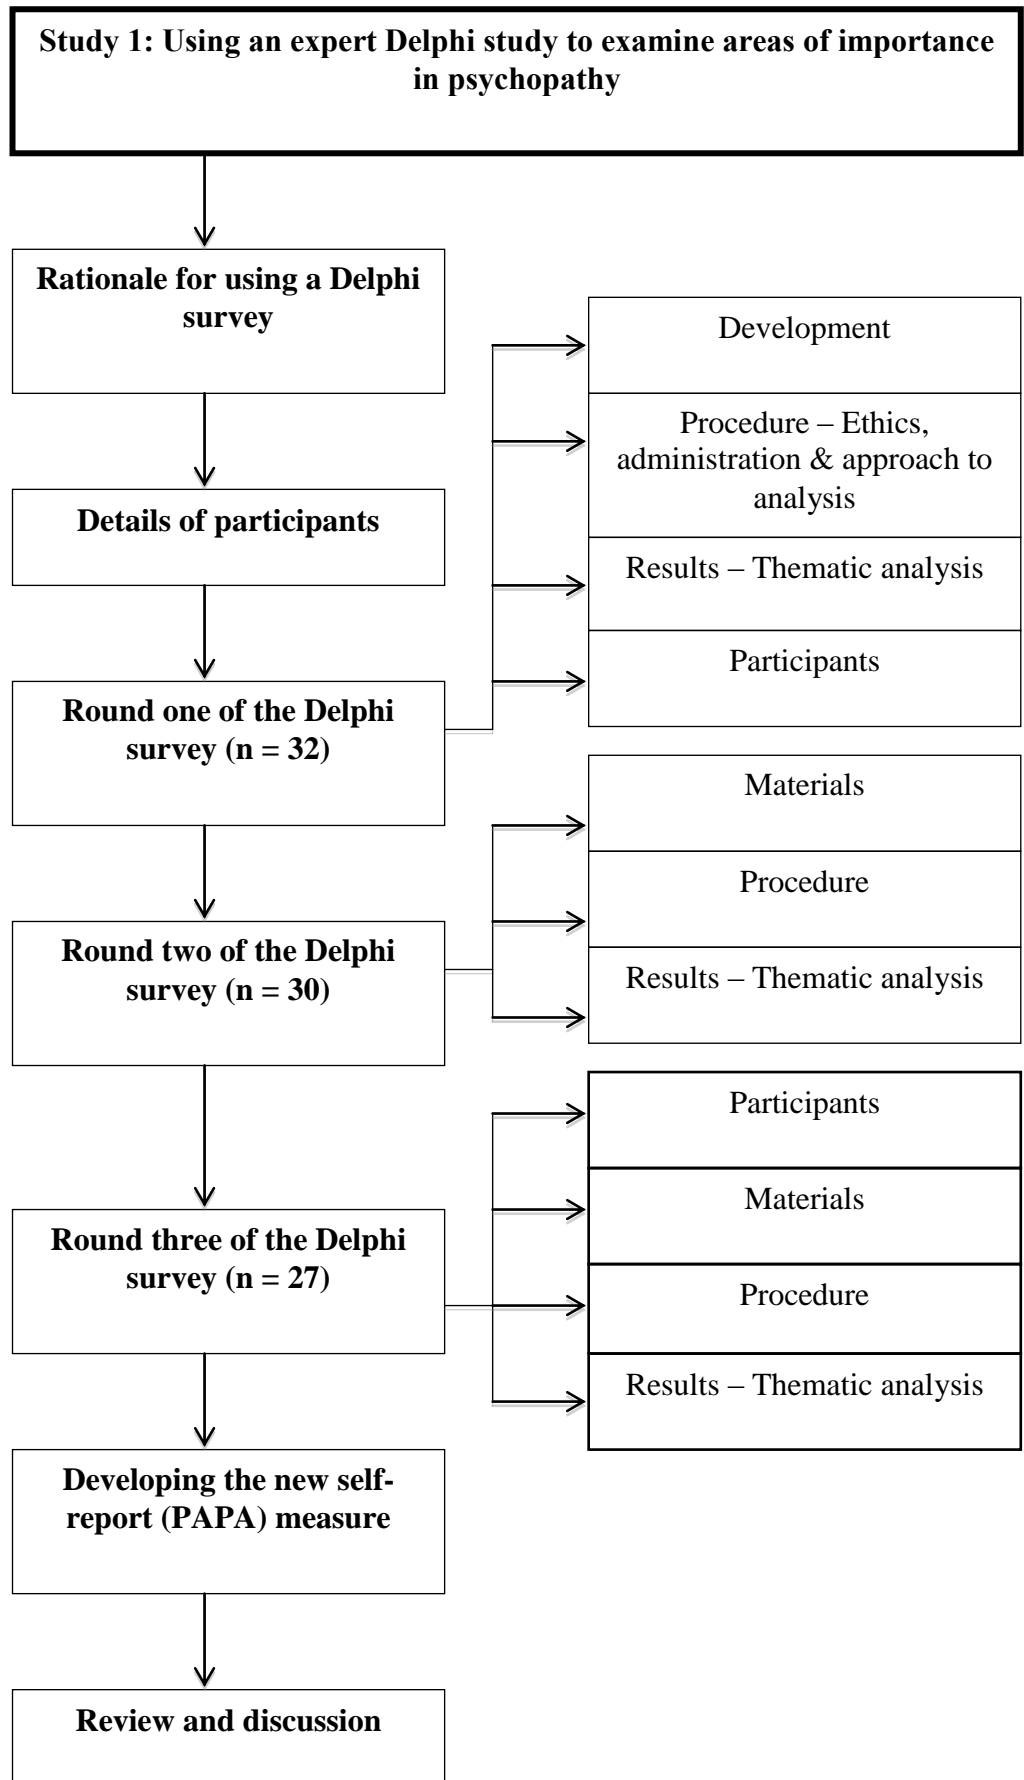 Study 1: Using an expert Delphi study to examine areas of importance
in psychopathy
Rationale for using a Delphi
survey
Details of participants
Round one of the Delphi
survey (n = 32)
Development
Procedure – Ethics,
administration & approach to
analysis
Results – Thematic analysis
Participants
Round two of the Delphi
survey (n = 30)
Materials
Procedure
Results – Thematic analysis
Round three of the Delphi
survey (n = 27)
Participants
Materials
Procedure
Results – Thematic analysis
Developing the new self-
report (PAPA) measure
Review and discussion